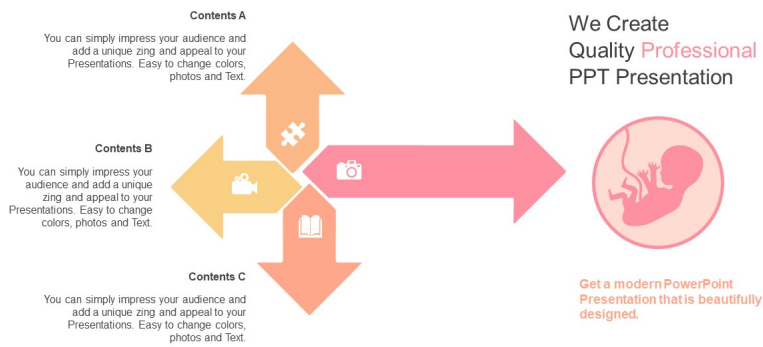 Contents A
You can simply impress your audience and
add a unique zing and appeal to your
Presentations. Easy to change colors,
photos and Text.
Contents B
You can simply impress your
audience and add a unique
zing and appeal to your
Presentations. Easy to change
colors, photos and Text.
Contents C
You can simply impress your audience and
add a unique zing and appeal to your
Presentations. Easy to change colors,
photos and Text.
We Create
Quality Professional
PPT Presentation
Get a modern PowerPoint
Presentation that is beautifully
designed.